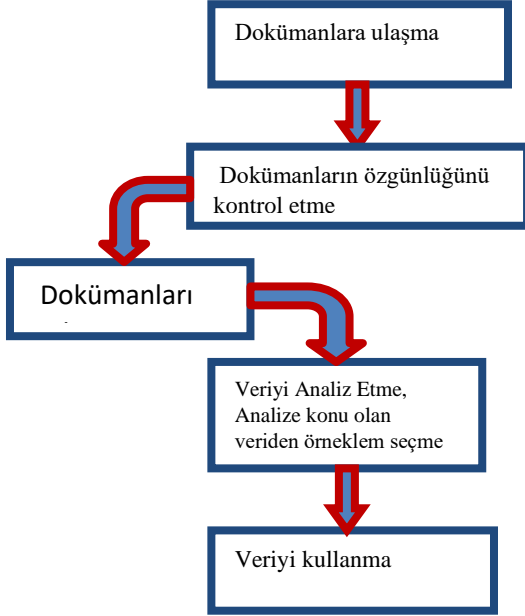 Dokümanlara ulaşma
Dokümanların özgünlüğünü
kontrol etme
Dokümanları
Veriyi Analiz Etme,
Analize konu olan
veriden örneklem seçme
Veriyi kullanma